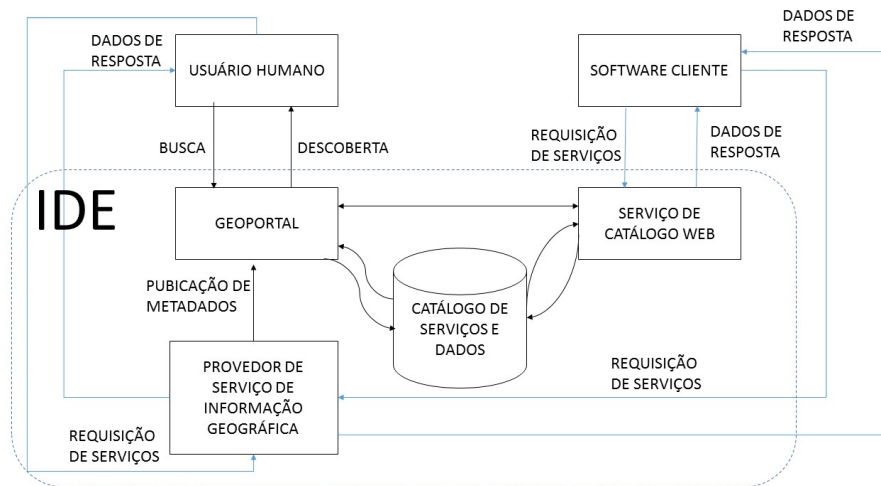 DADOS DE
RESPOSTA
USUÁRIO HUMANO
SOFTWARE CLIENTE
DADOS DE
RESPOSTA
BUSCA
DESCOBERTA
REQUISIÇÃO
DE SERVIÇOS
DADOS DE
RESPOSTA
IDE
GEOPORTAL
SERVIÇO DE
CATÁLOGO WEB
PUBICAÇÃO DE
METADADOS
CATÁLOGO DE
SERVIÇOS E
DADOS
PROVEDOR DE
SERVIÇO DE
INFORMAÇÃO
GEOGRÁFICA
REQUISIÇÃO
DE SERVIÇOS
REQUISIÇÃO
DE SERVIÇOS